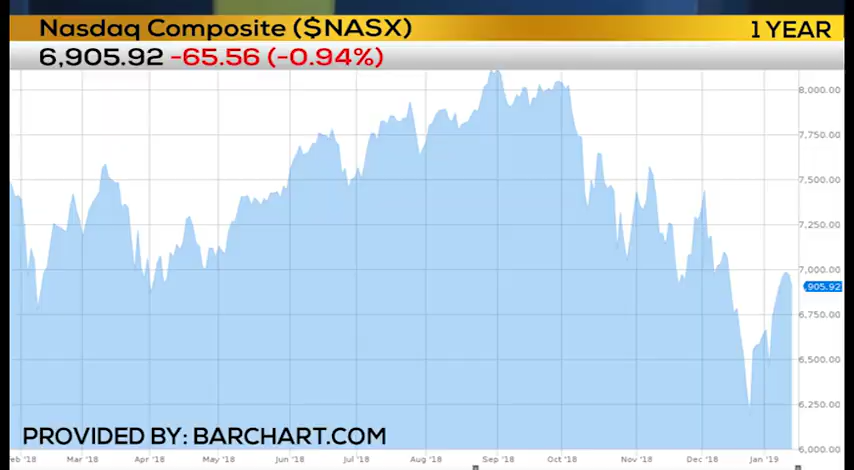 Nasdaq Composite ($NASX) 1 YEAR
6,905.92 -65.56 (-0.94%)
8,000.00
7,750.00
7,500.00
7,250.00
7,000.00
905.92
6,750.00
6,500.00
6,250.00
6,000.00
PROVIDED BY: BARCHART.COM
eb '18 Mar '18 Apr '18 May '18 Jun '18 Jul '18 Aug '18 Sep '18 Oct '18 Nov '18 Dec '18 Jan '19